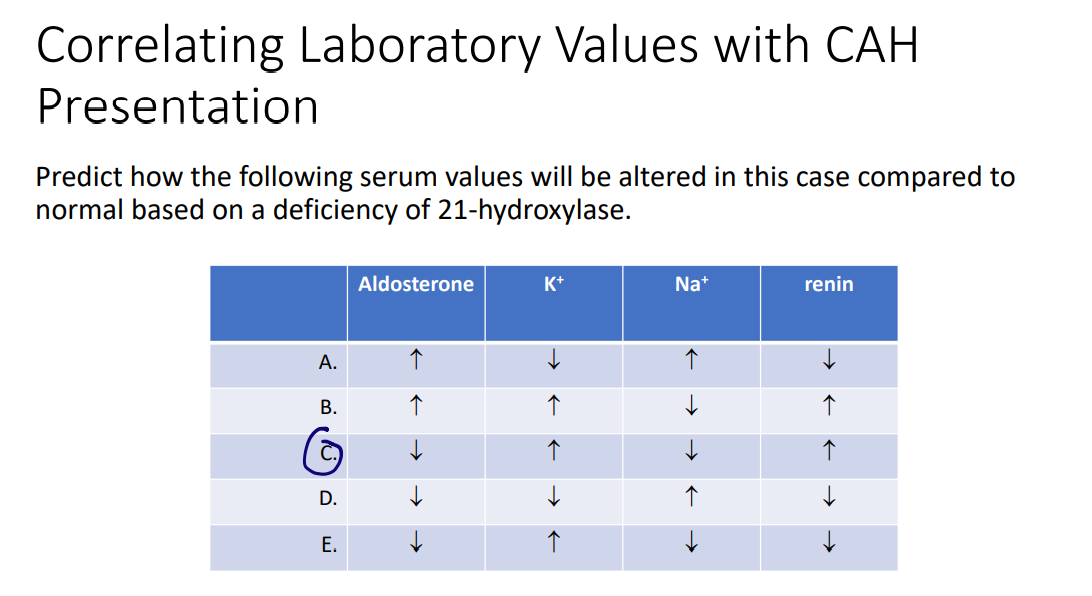 Correlating Laboratory Values with CAH
Presentation
Predict how the following serum values will be altered in this case compared to
normal based on a deficiency of 21-hydroxylase.
Aldosterone K⁺ Na⁺ renin
A. ↑ ↓ ↑ ↓
B. ↑ ↑ ↓ ↑
C. ↓ ↑ ↓ ↑
D. ↓ ↓ ↑ ↓
E. ↓ ↑ ↓ ↓